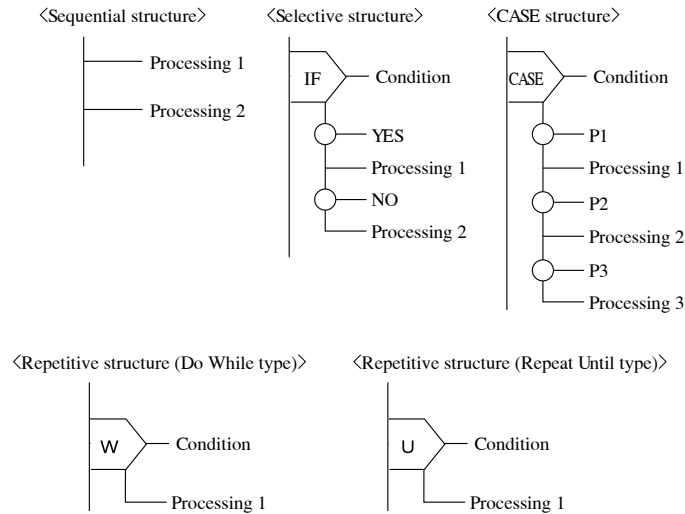 <Sequential structure>
Processing 1
Processing 2
<Selective structure>
IF
Condition
YES
Processing 1
NO
Processing 2
<CASE structure>
CASE
Condition
P1
Processing 1
P2
Processing 2
P3
Processing 3
<Repetitive structure (Do While type)>
W
Condition
Processing 1
<Repetitive structure (Repeat Until type)>
U
Condition
Processing 1